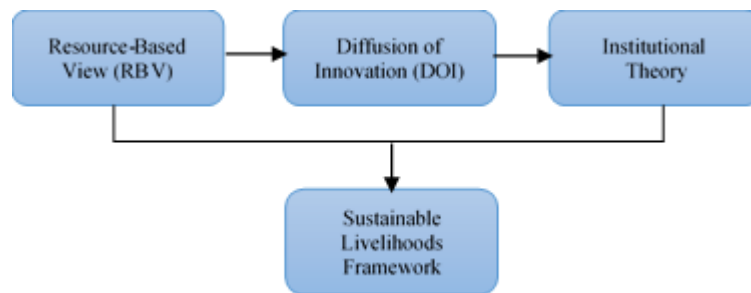 Resource-Based
View (RBV)
Diffusion of
Innovation (DOI)
Institutional
Theory
Sustainable
Livelihoods
Framework